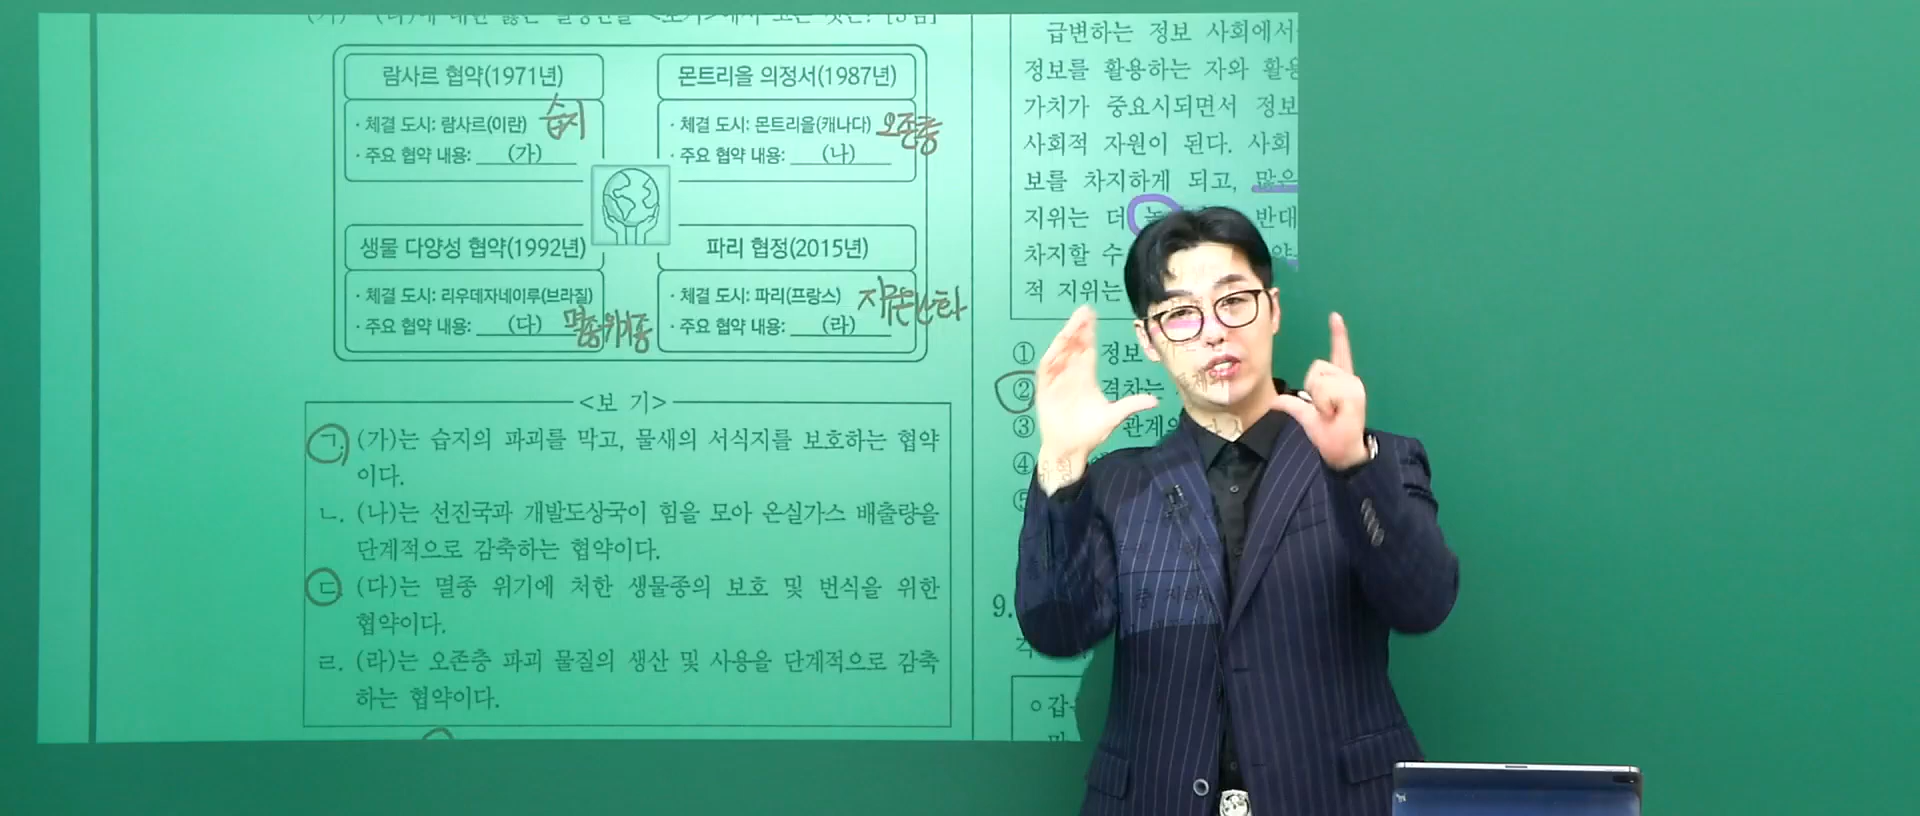 람사르 협약(1971년)
· 체결 도시: 람사르(이란) 습지
· 주요 협약 내용: (가)
몬트리올 의정서(1987년)
· 체결 도시: 몬트리올(캐나다) 오존층
· 주요 협약 내용: (나)
생물 다양성 협약(1992년)
· 체결 도시: 리우데자네이루(브라질)
· 주요 협약 내용: (다) 멸종위기종
파리 협정(2015년)
· 체결 도시: 파리(프랑스) 지구온난화
· 주요 협약 내용: (라)
<보 기>
ㄱ. (가)는 습지의 파괴를 막고, 물새의 서식지를 보호하는 협약
이다.
ㄴ. (나)는 선진국과 개발도상국이 힘을 모아 온실가스 배출량을
단계적으로 감축하는 협약이다.
ㄷ. (다)는 멸종 위기에 처한 생물종의 보호 및 번식을 위한
협약이다.
ㄹ. (라)는 오존층 파괴 물질의 생산 및 사용을 단계적으로 감축
하는 협약이다.
급변하는 정보 사회에서
정보를 활용하는 자와
가치가 중요시되면서 정보
사회적 자원이 된다. 사회
보를 차지하게 되고, 많은
지위는 더 반대
차지할 수
적 지위는
① 정보
② 격차는
③ 관계의
④
⑤
9.
○ 갑